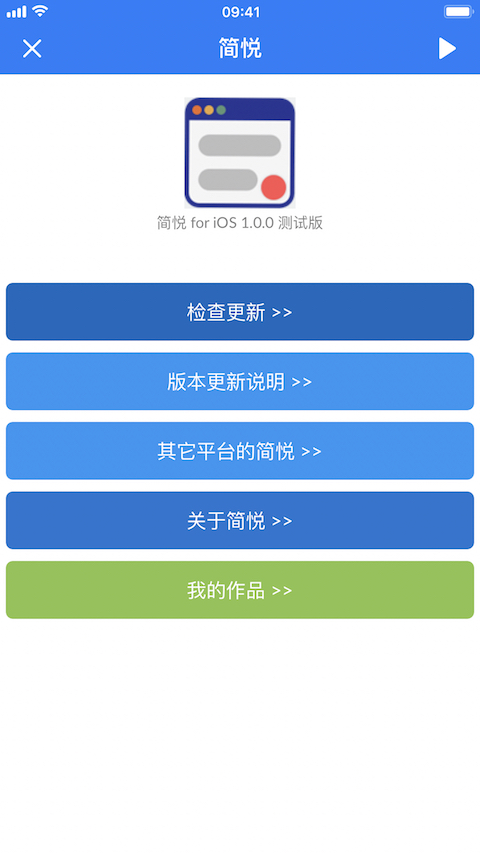 09:41
简悦
简悦 for iOS 1.0.0 测试版
检查更新 >>
版本更新说明 >>
其它平台的简悦 >>
关于简悦 >>
我的作品 >>